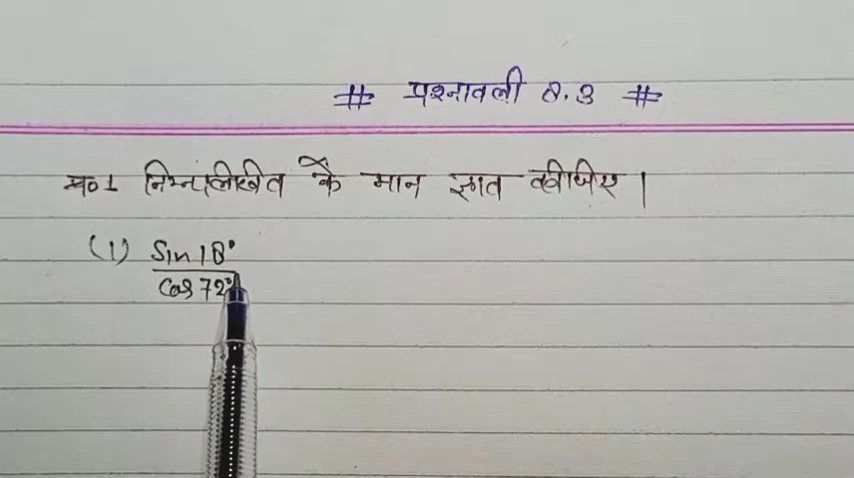 # प्रश्नावली 8.3 #
प्र०1 निम्नलिखित के मान ज्ञात कीजिए।
(1) Sin 18°
Cos 72°